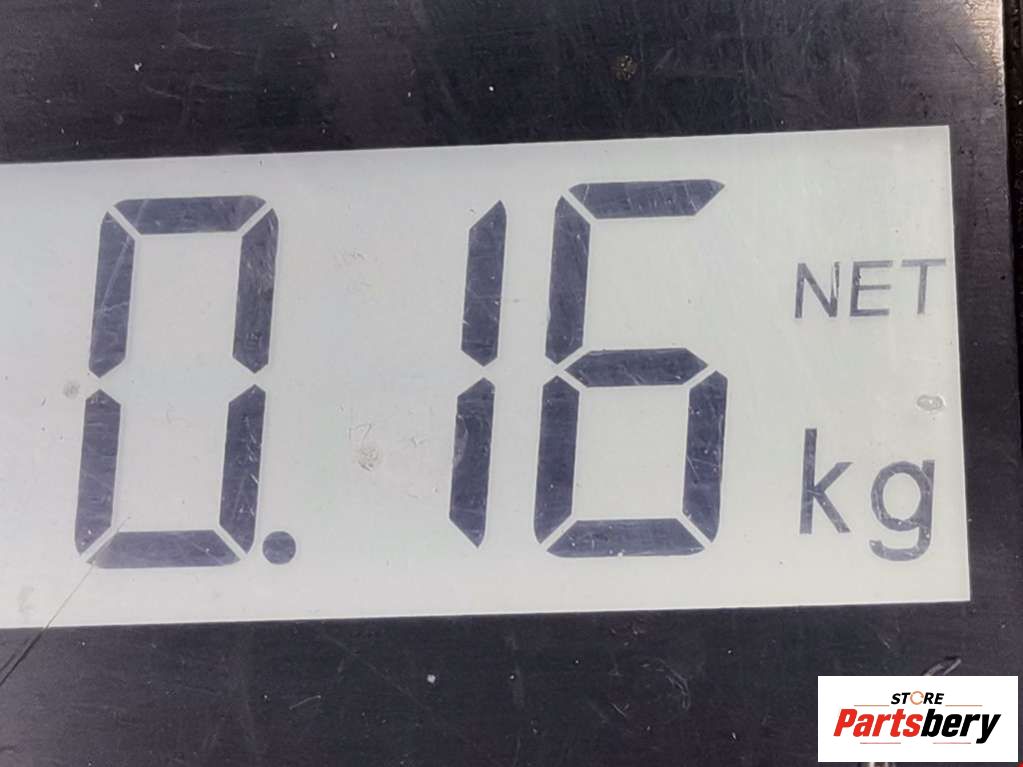 0.16 NET
kg
STORE
Partsbery